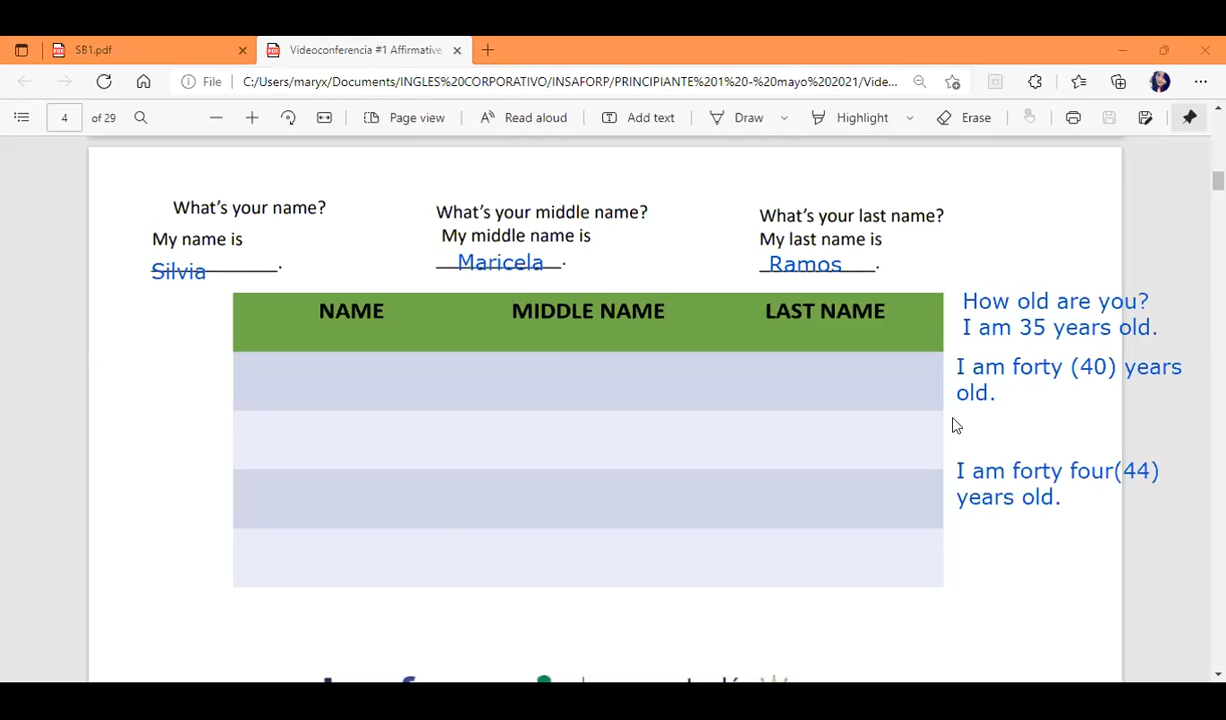 SB1.pdf
Videoconferencia #1 Affirmative
File
C:/Users/maryx/Documents/INGLES%20CORPORATIVO/INSAFORP/PRINCIPIANTE%201%20-%20mayo%202021/Vide...
4 of 29
Page view
Read aloud
Add text
Draw
Highlight
Erase
What's your name?
My name is
Silvia____________.
What's your middle name?
My middle name is
Maricela.
What's your last name?
My last name is
Ramos.
NAME MIDDLE NAME LAST NAME
How old are you?
I am 35 years old.
I am forty (40) years
old.
I am forty four(44)
years old.